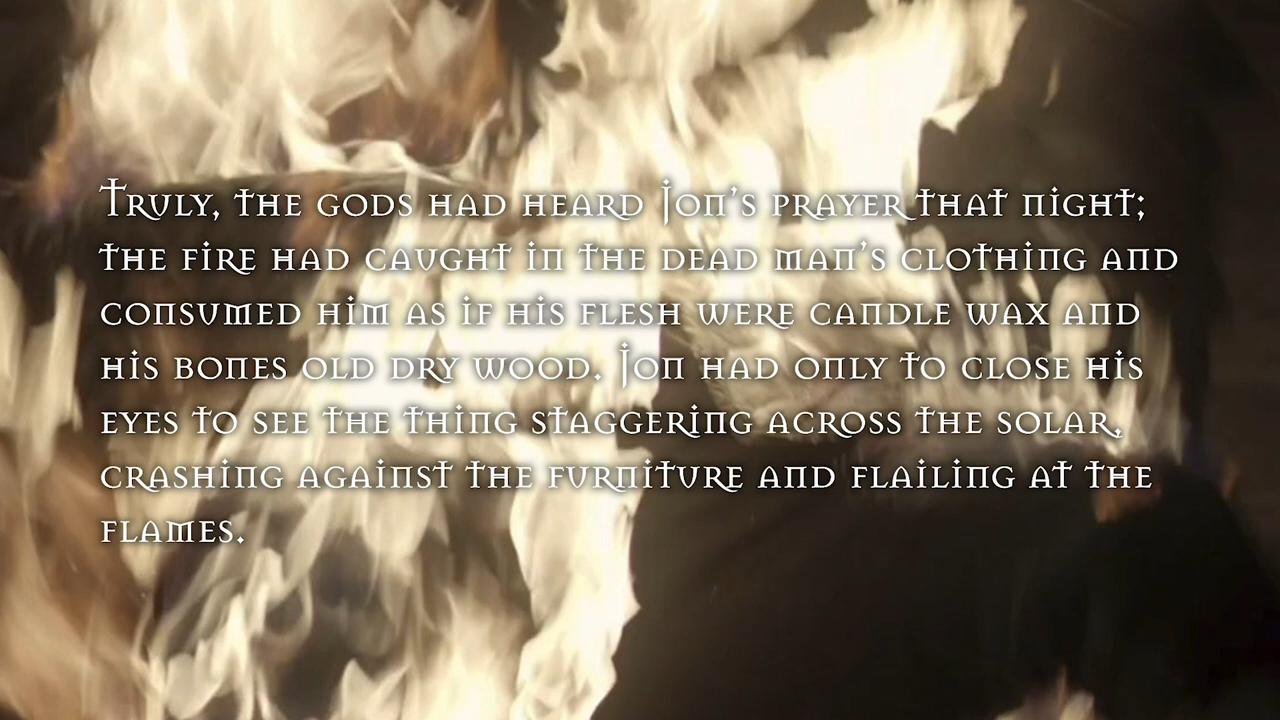 Truly, the gods had heard Jon's prayer that night;
the fire had caught in the dead man's clothing and
consumed him as if his flesh were candle wax and
his bones old dry wood. Jon had only to close his
eyes to see the thing staggering across the solar,
crashing against the furniture and flailing at the
flames.